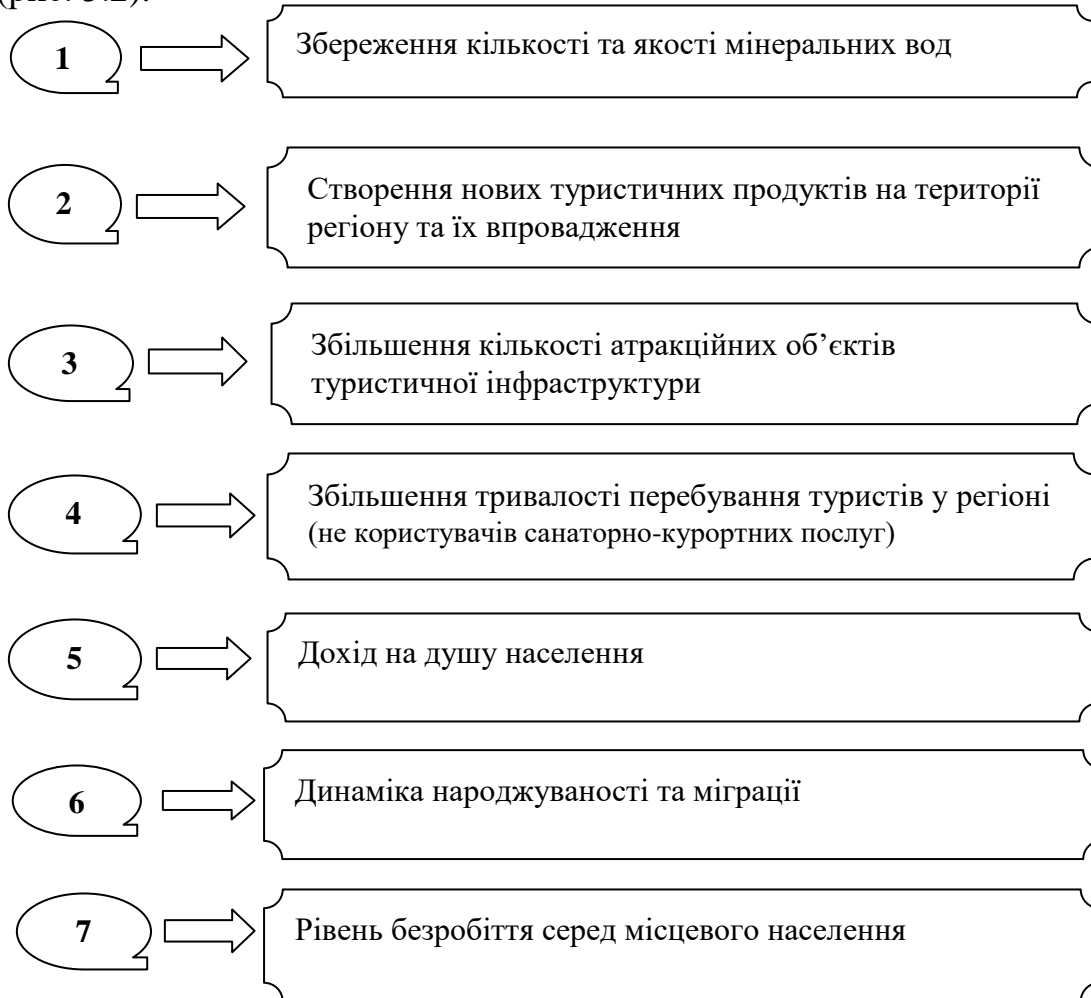 (рис. 3.2).
1
Збереження кількості та якості мінеральних вод
2
Створення нових туристичних продуктів на території
регіону та їх впровадження
3
Збільшення кількості атракційних об’єктів
туристичної інфраструктури
4
Збільшення тривалості перебування туристів у регіоні
(не користувачів санаторно-курортних послуг)
5
Дохід на душу населення
6
Динаміка народжуваності та міграції
7
Рівень безробіття серед місцевого населення